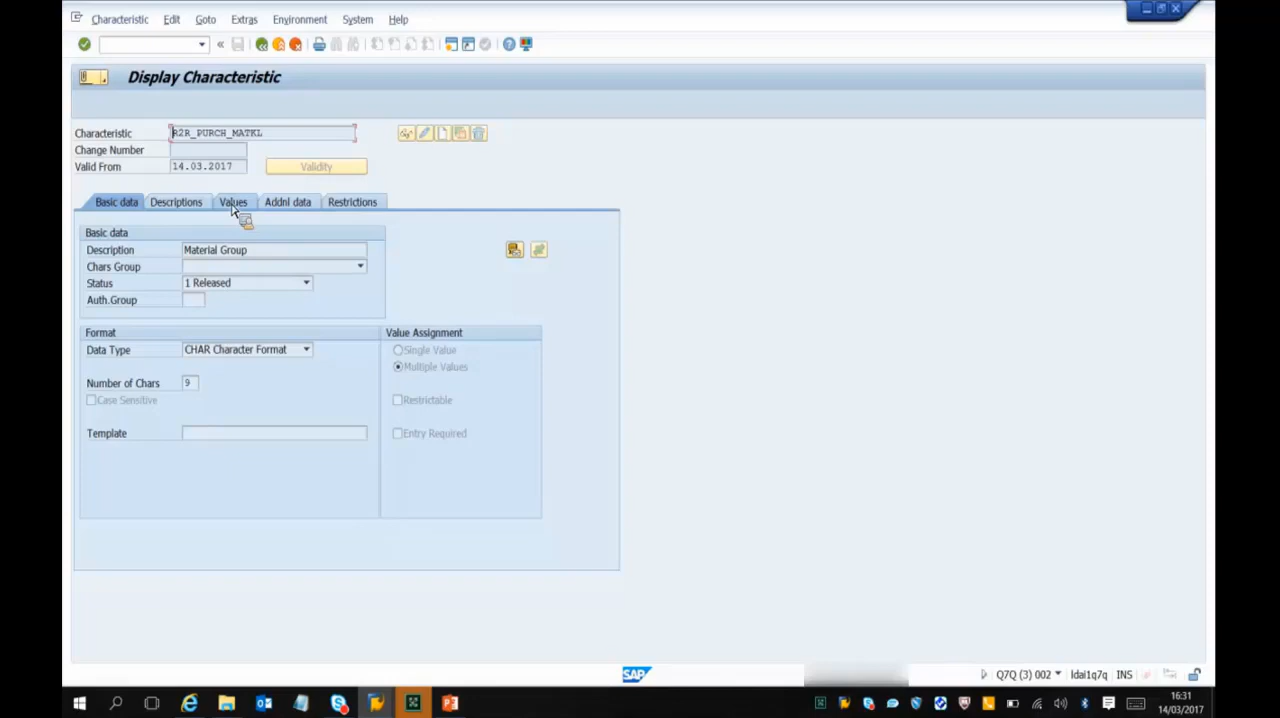 Characteristic Edit Goto Extras Environment System Help
Display Characteristic
Characteristic R2R_PURCH_MATKL
Change Number
Valid From 14.03.2017 Validity
Basic data Descriptions Values Addnl data Restrictions
Basic data
Description Material Group
Chars Group
Status 1 Released
Auth.Group
Format Value Assignment
Data Type CHAR Character Format Single Value
Multiple Values
Number of Chars 9
Case Sensitive Restrictable
Template Entry Required
SAP Q7Q (3) 002 ldai1q7q INS
16:31
14/03/2017